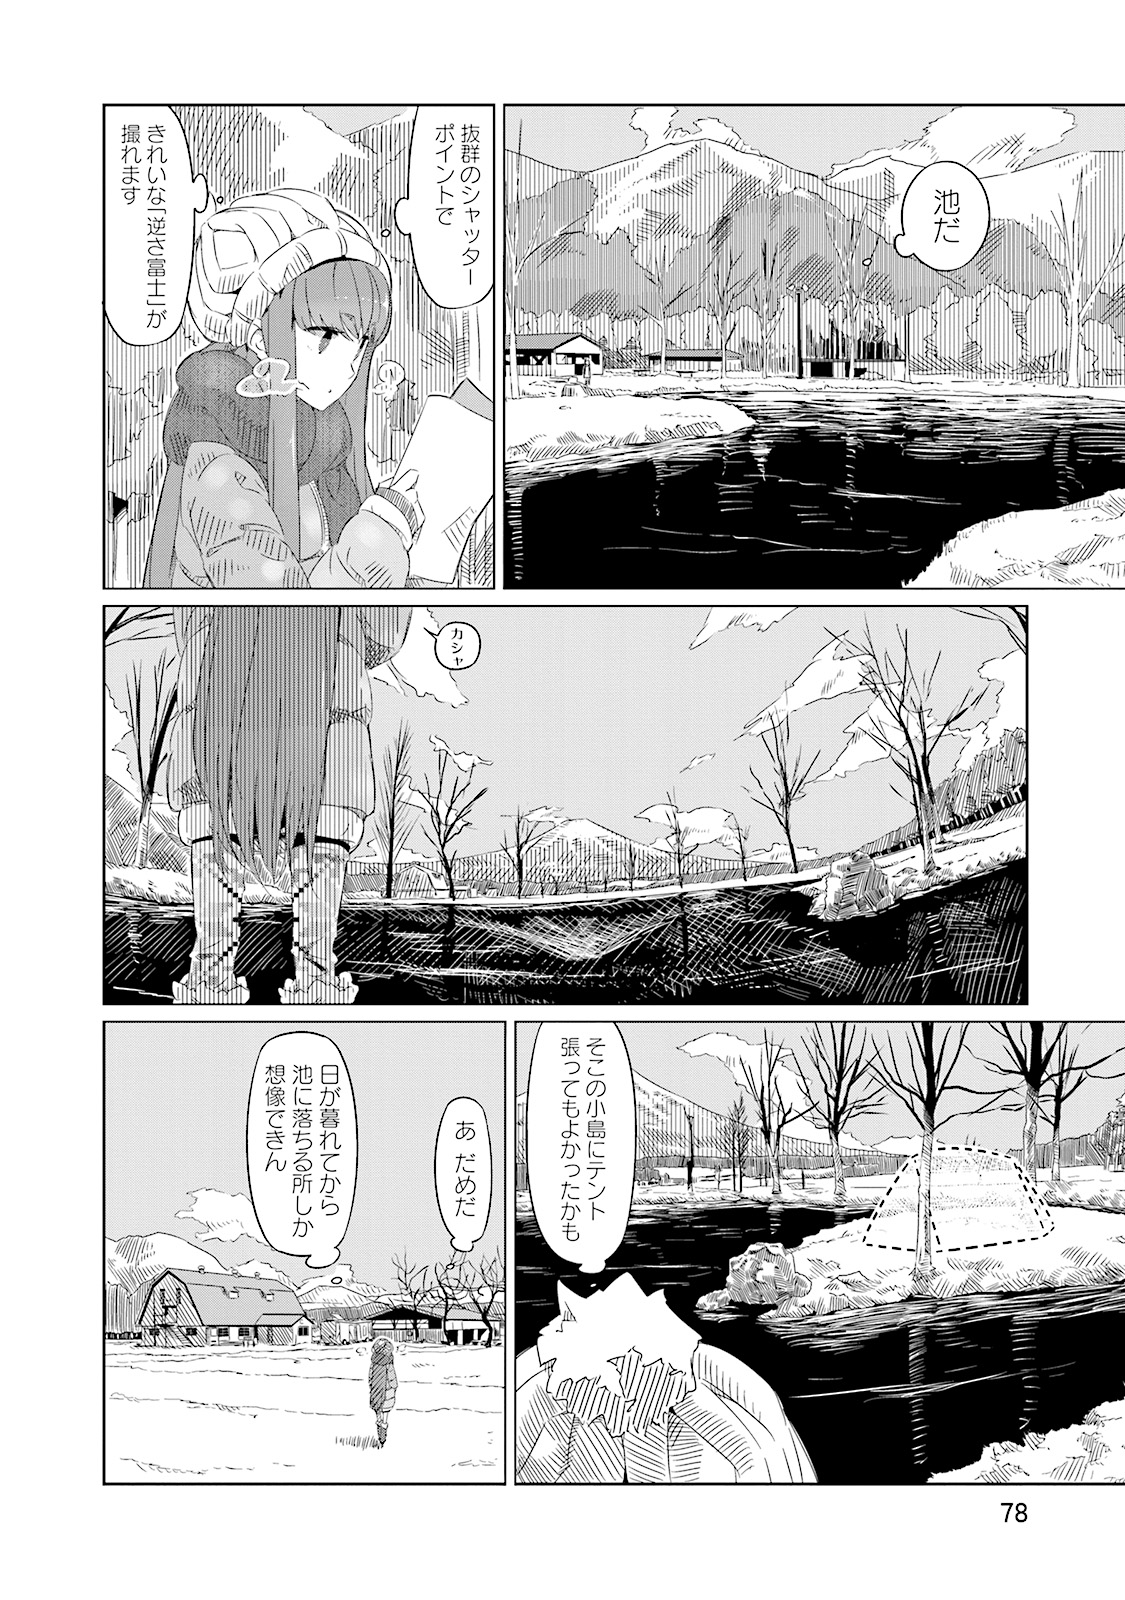 池だ
抜群のシャッター
ポイントで
きれいな「逆さ富士」が
撮れます
カシャ
そこの小島にテント
張ってもよかったかも
あ だめだ
日が暮れてから
池に落ちる所しか
想像できん
78